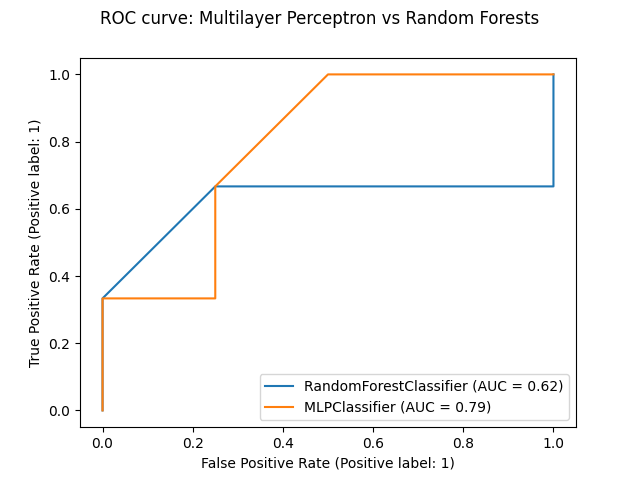 ROC curve: Multilayer Perceptron vs Random Forests
1.0
0.8
0.6
0.4
0.2
0.0
True Positive Rate (Positive label: 1)
RandomForestClassifier (AUC = 0.62)
MLPClassifier (AUC = 0.79)
0.0 0.2 0.4 0.6 0.8 1.0
False Positive Rate (Positive label: 1)